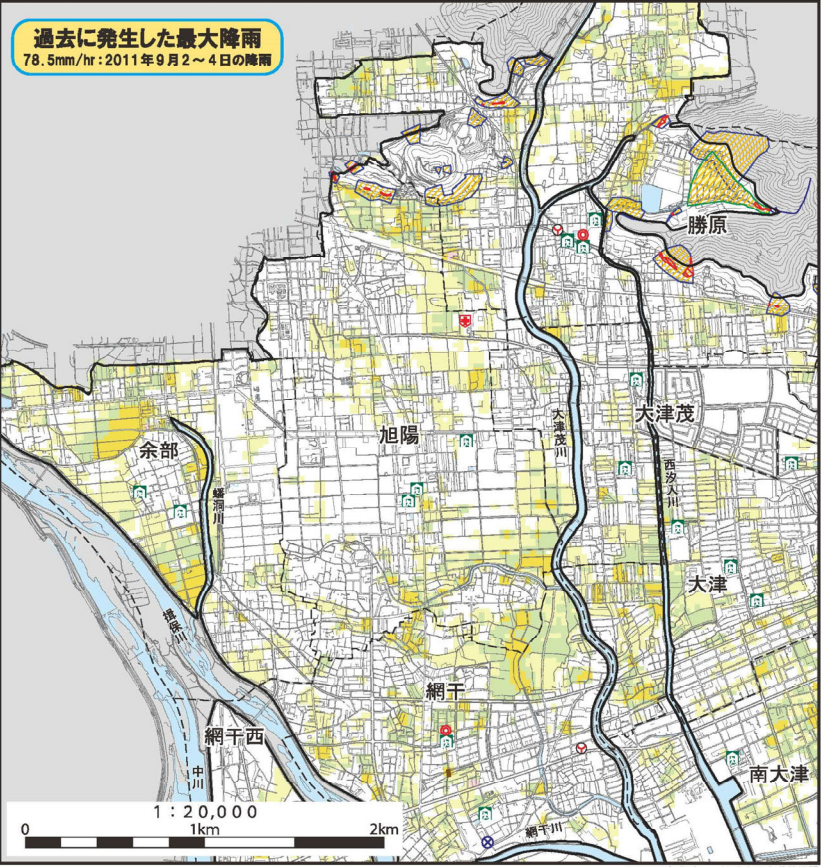 過去に発生した最大降雨
78.5mm/hr:2011年9月2～4日の降雨
勝原
大津茂
旭陽
大津茂川
余部
西汐入川
蟠洞川
大津
揖保川
網干
網干西
中川
南大津
網干川
1:20,000
0 1km 2km